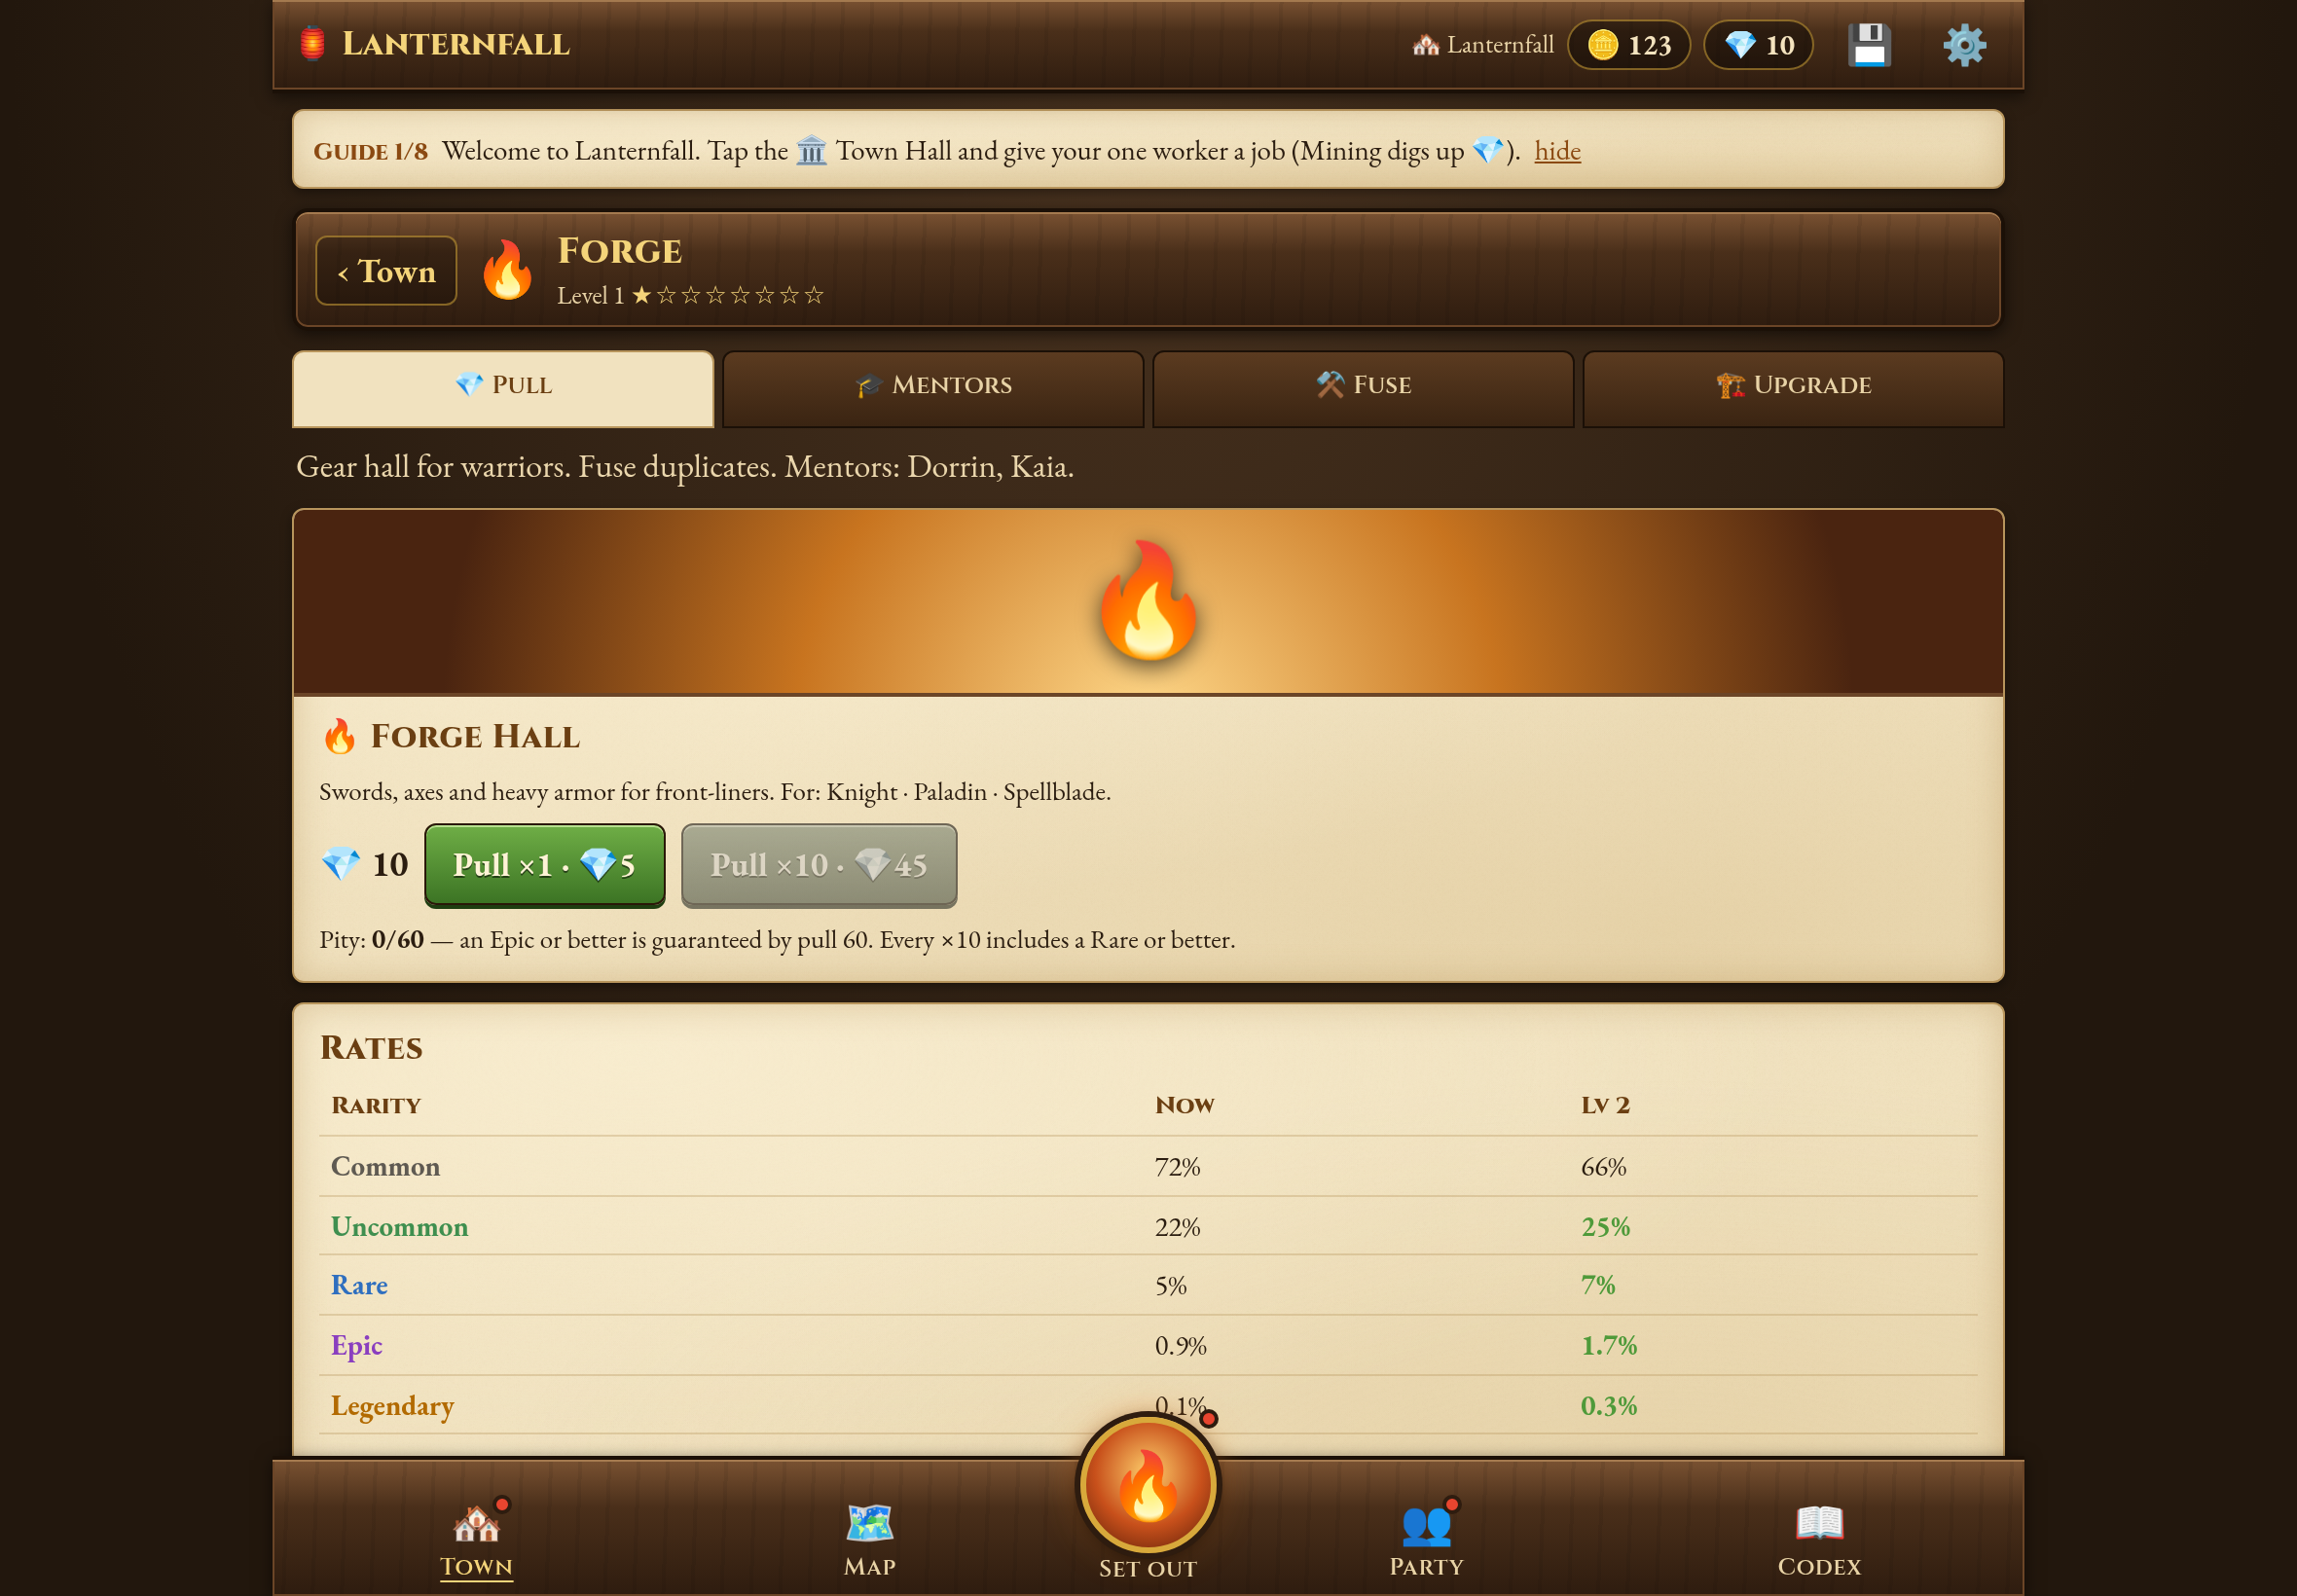 Lanternfall
Lanternfall 123 10
Guide 1/8 Welcome to Lanternfall. Tap the Town Hall and give your one worker a job (Mining digs up ). hide
‹ Town
Forge
Level 1 ★☆☆☆☆☆☆☆
Pull
Mentors
Fuse
Upgrade
Gear hall for warriors. Fuse duplicates. Mentors: Dorrin, Kaia.
Forge Hall
Swords, axes and heavy armor for front-liners. For: Knight · Paladin · Spellblade.
10 Pull ×1 · 5 Pull ×10 · 45
Pity: 0/60 — an Epic or better is guaranteed by pull 60. Every ×10 includes a Rare or better.
Rates
Rarity Now Lv 2
Common 72% 66%
Uncommon 22% 25%
Rare 5% 7%
Epic 0.9% 1.7%
Legendary 0.1% 0.3%
Town
Map
Set out
Party
Codex